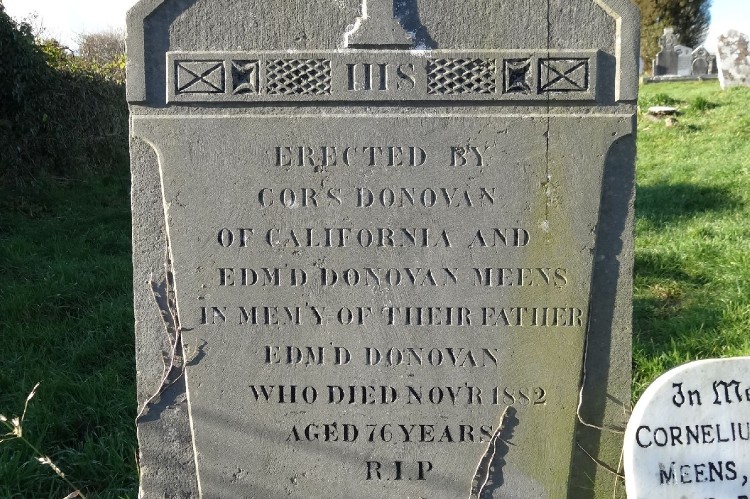 IHS
ERECTED BY
COR'S DONOVAN
OF CALIFORNIA AND
EDM'D DONOVAN MEENS
IN MEM'Y OF THEIR FATHER
EDM'D DONOVAN
WHO DIED NOV'R 1882
AGED 76 YEARS
R.I.P
In
CORNELIU
MEENS,